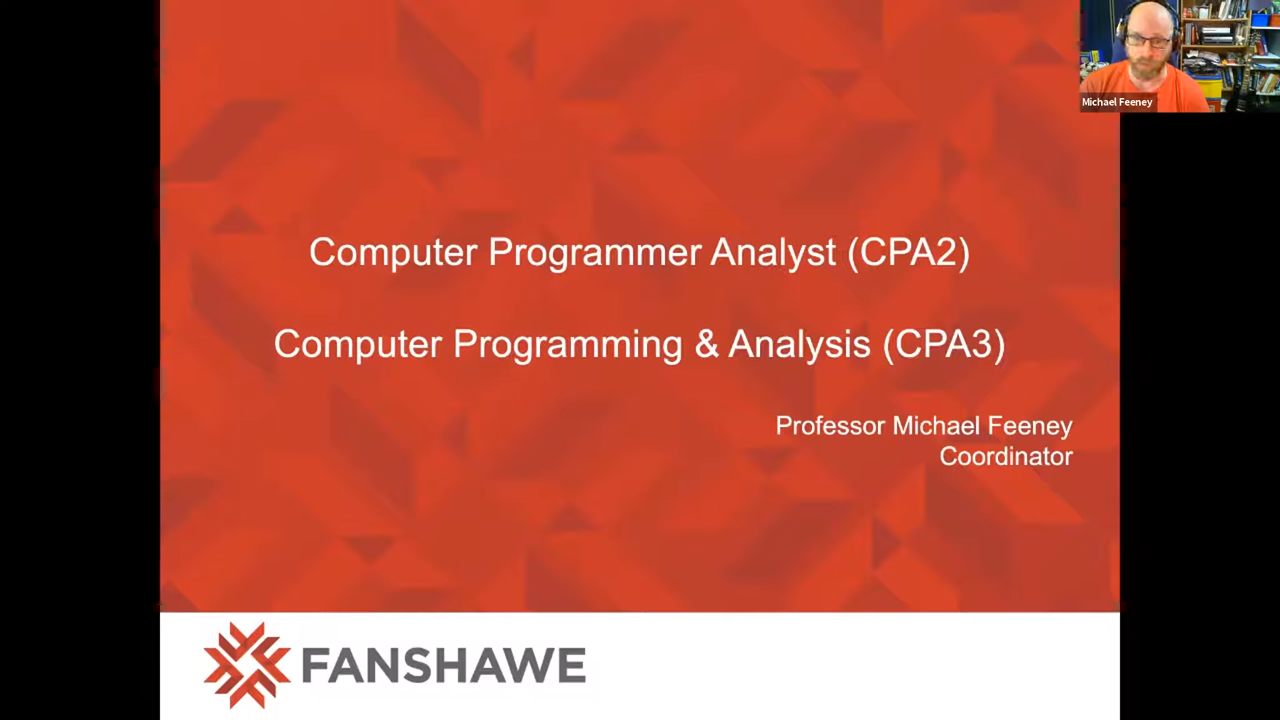 Michael Feeney
Computer Programmer Analyst (CPA2)
Computer Programming & Analysis (CPA3)
Professor Michael Feeney
Coordinator
FANSHAWE